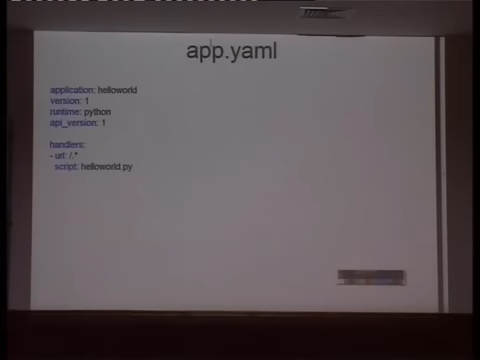 app.yaml
application: helloworld
version: 1
runtime: python
api_version: 1
handlers:
- url: /.*
script: helloworld.py